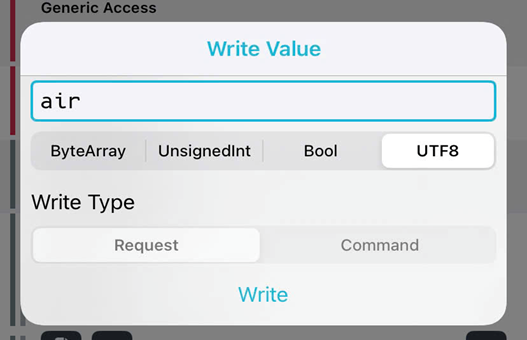 Generic Access
Write Value
air
ByteArray UnsignedInt Bool UTF8
Write Type
Request Command
Write